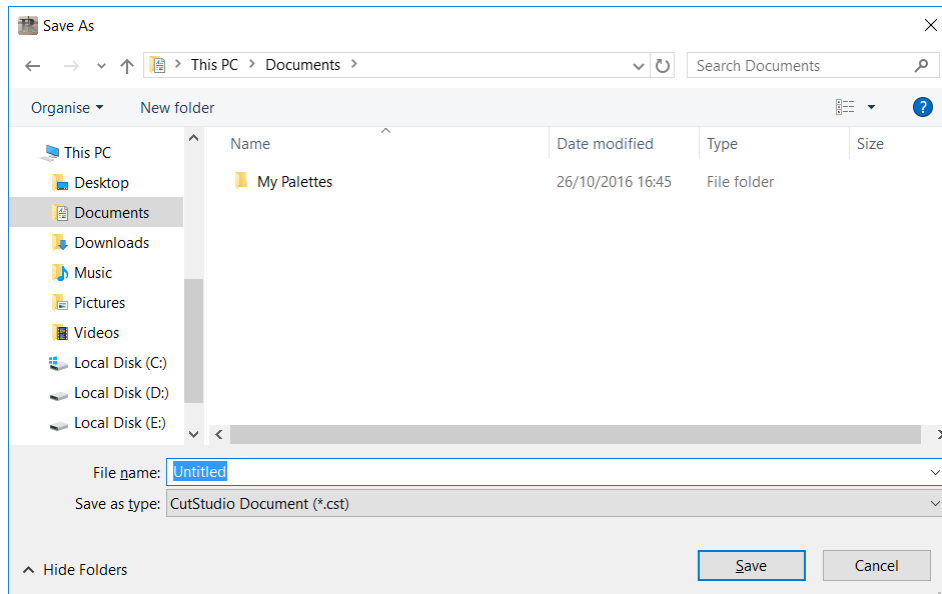 Save As
This PC > Documents >
Search Documents
Organise
New folder
?
Name
Date modified
Type
Size
This PC
Desktop
Documents
Downloads
Music
Pictures
Videos
Local Disk (C:)
Local Disk (D:)
Local Disk (E:)
My Palettes
26/10/2016 16:45
File folder
File name: Untitled
Save as type: CutStudio Document (*.cst)
Hide Folders
Save
Cancel